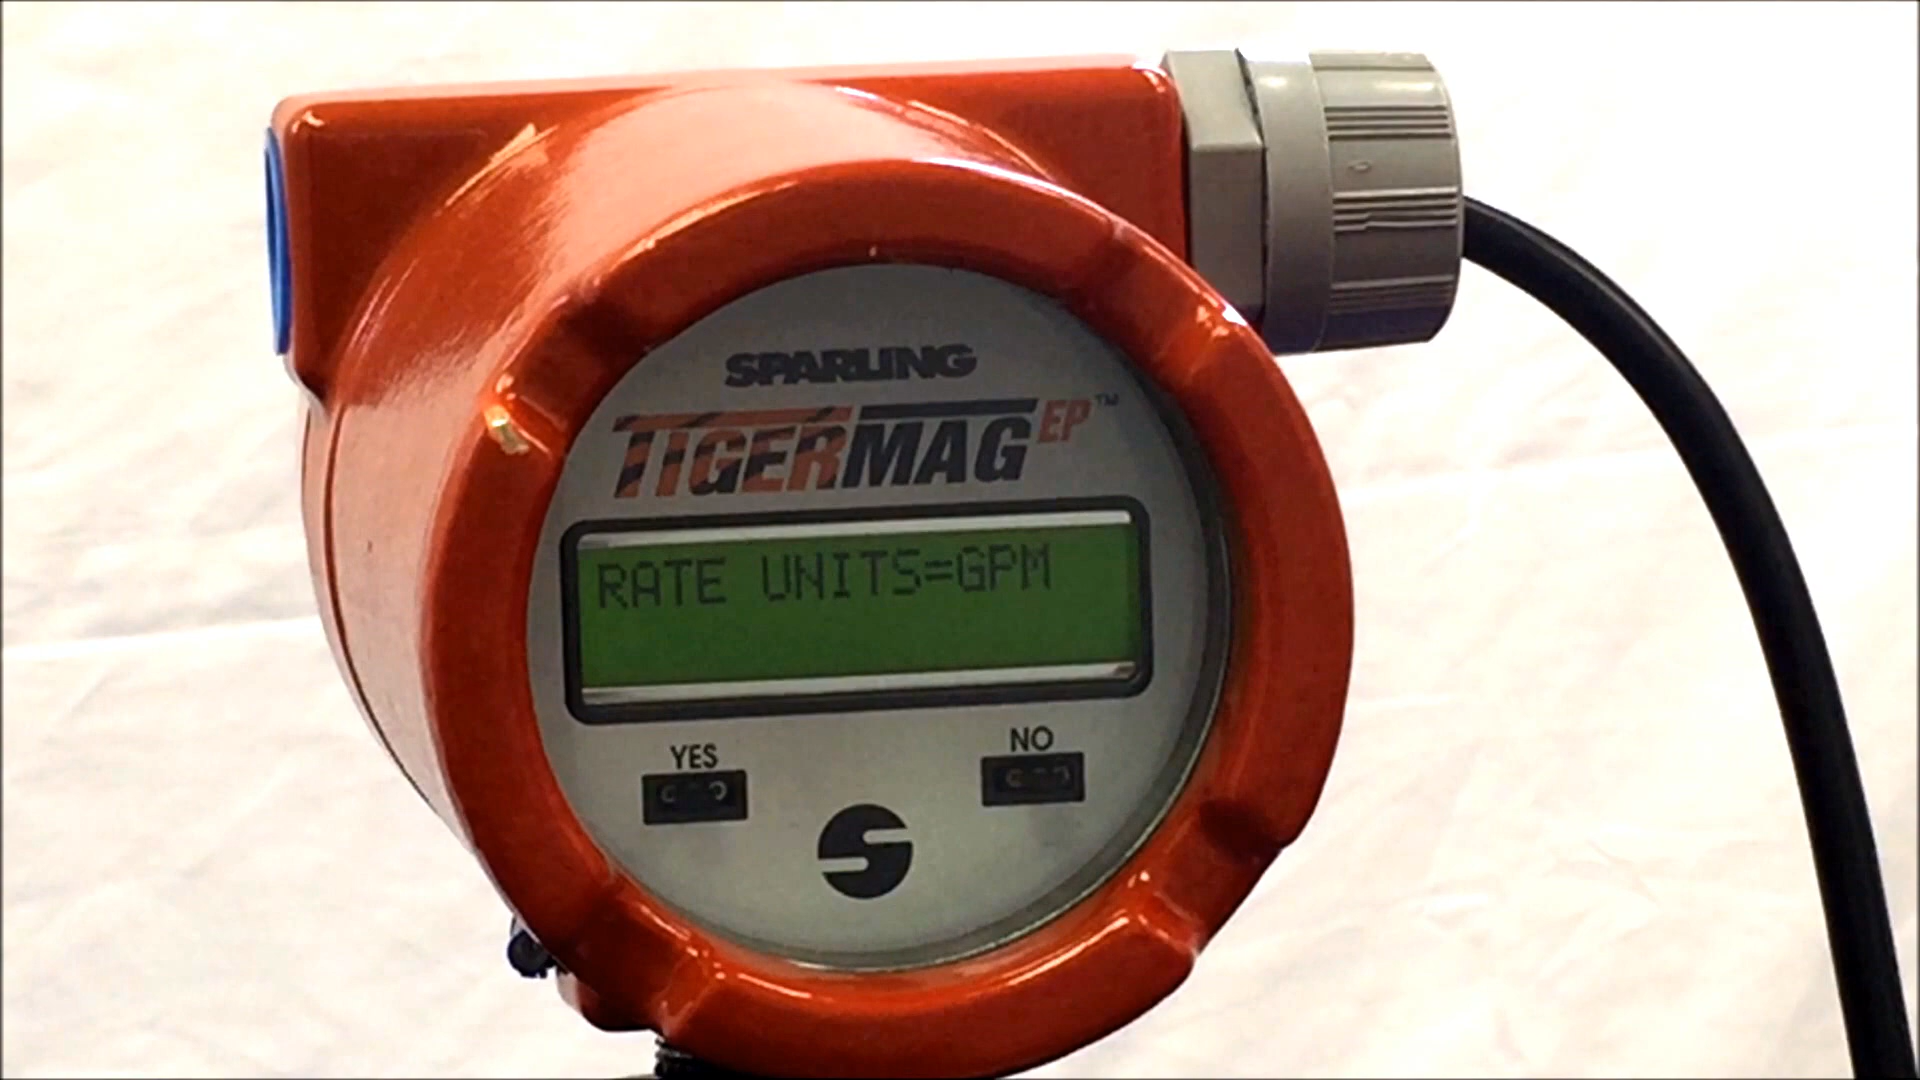 SPARLING
TIGERMAG EP™
RATE UNITS=GPM
YES
NO